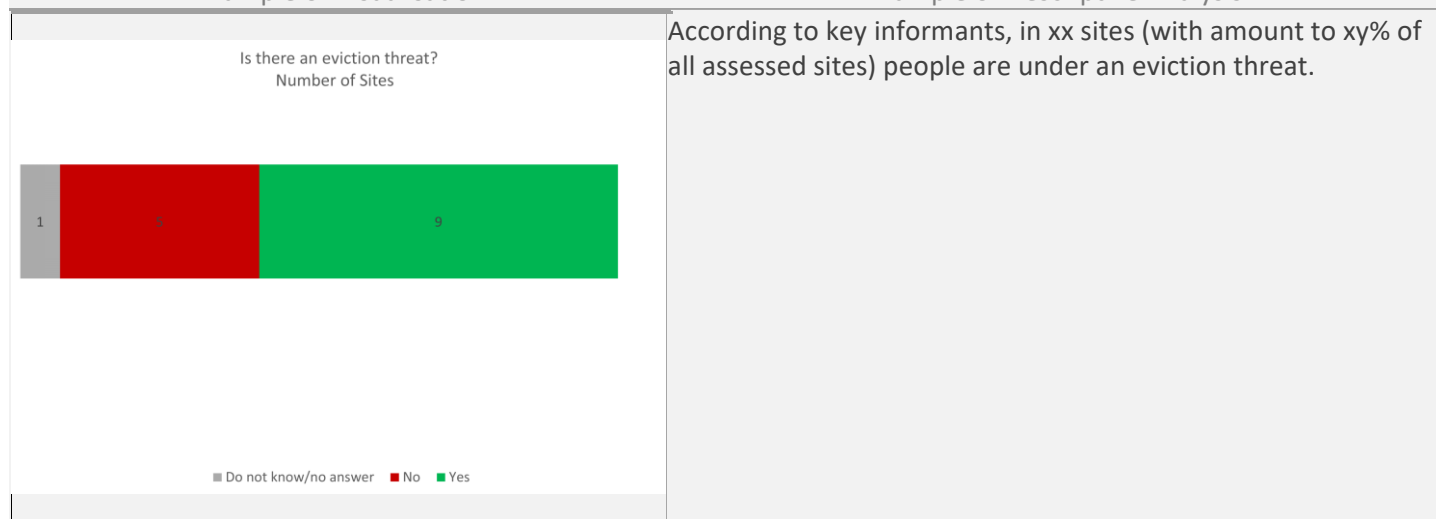 Is there an eviction threat?
Number of Sites
1
5
9
Do not know/no answer
No
Yes
According to key informants, in xx sites (with amount to xy% of
all assessed sites) people are under an eviction threat.